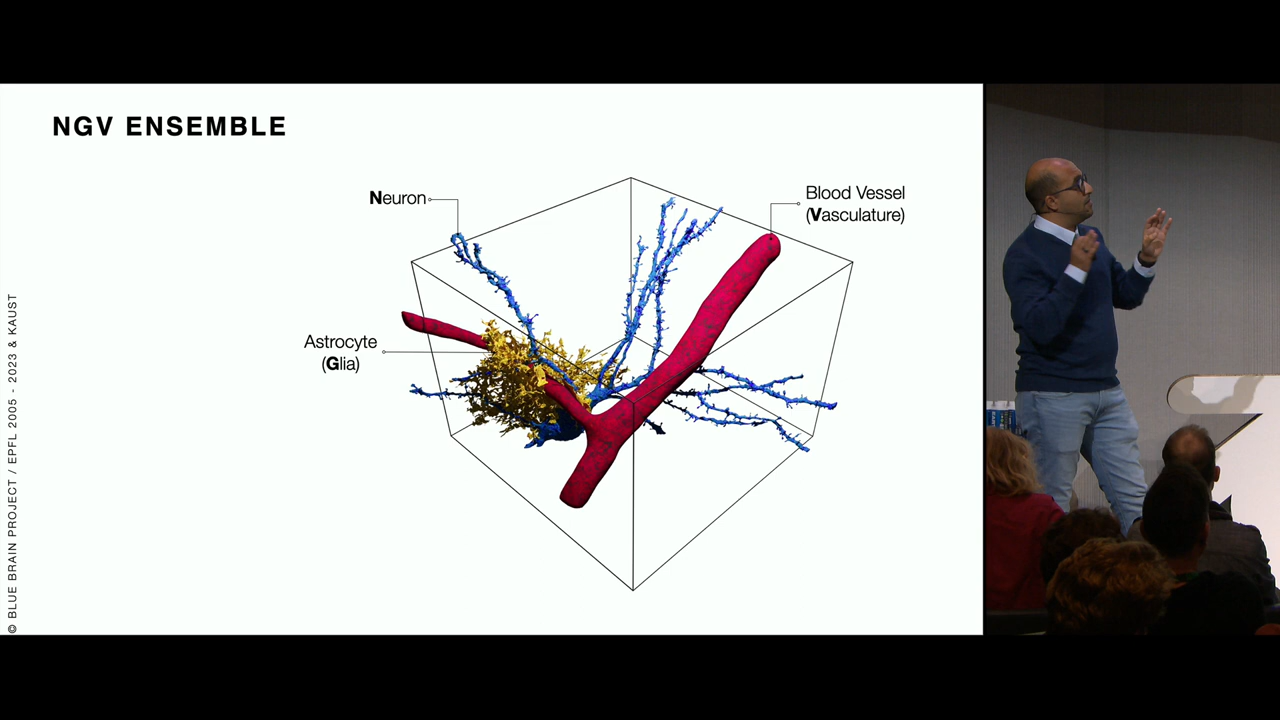 NGV ENSEMBLE
Neuron
Blood Vessel
(Vasculature)
Astrocyte
(Glia)
© BLUE BRAIN PROJECT / EPFL 2005 - 2023 & KAUST